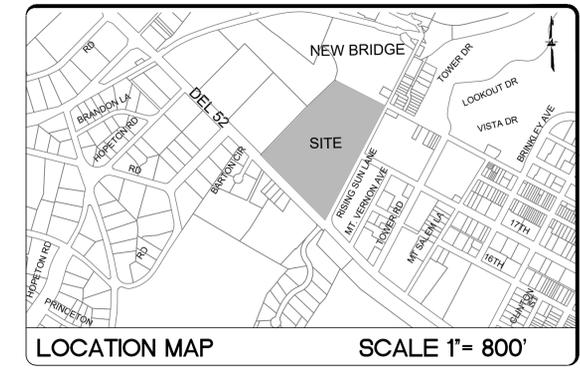 NEW BRIDGE
RD
TOWER DR
LOOKOUT DR
BRANDON LA
DEL 52
VISTA DR
BRINKLEY AVE
HOPETON RD
SITE
RD
BARTON CIR
RISING SUN LANE
MT. VERNON AVE
TOWER RD
MT SALEM LA
17TH
16TH
RD
HOPETON RD
PRINCETON
CLINTON ST
LOCATION MAP
SCALE 1"= 800'